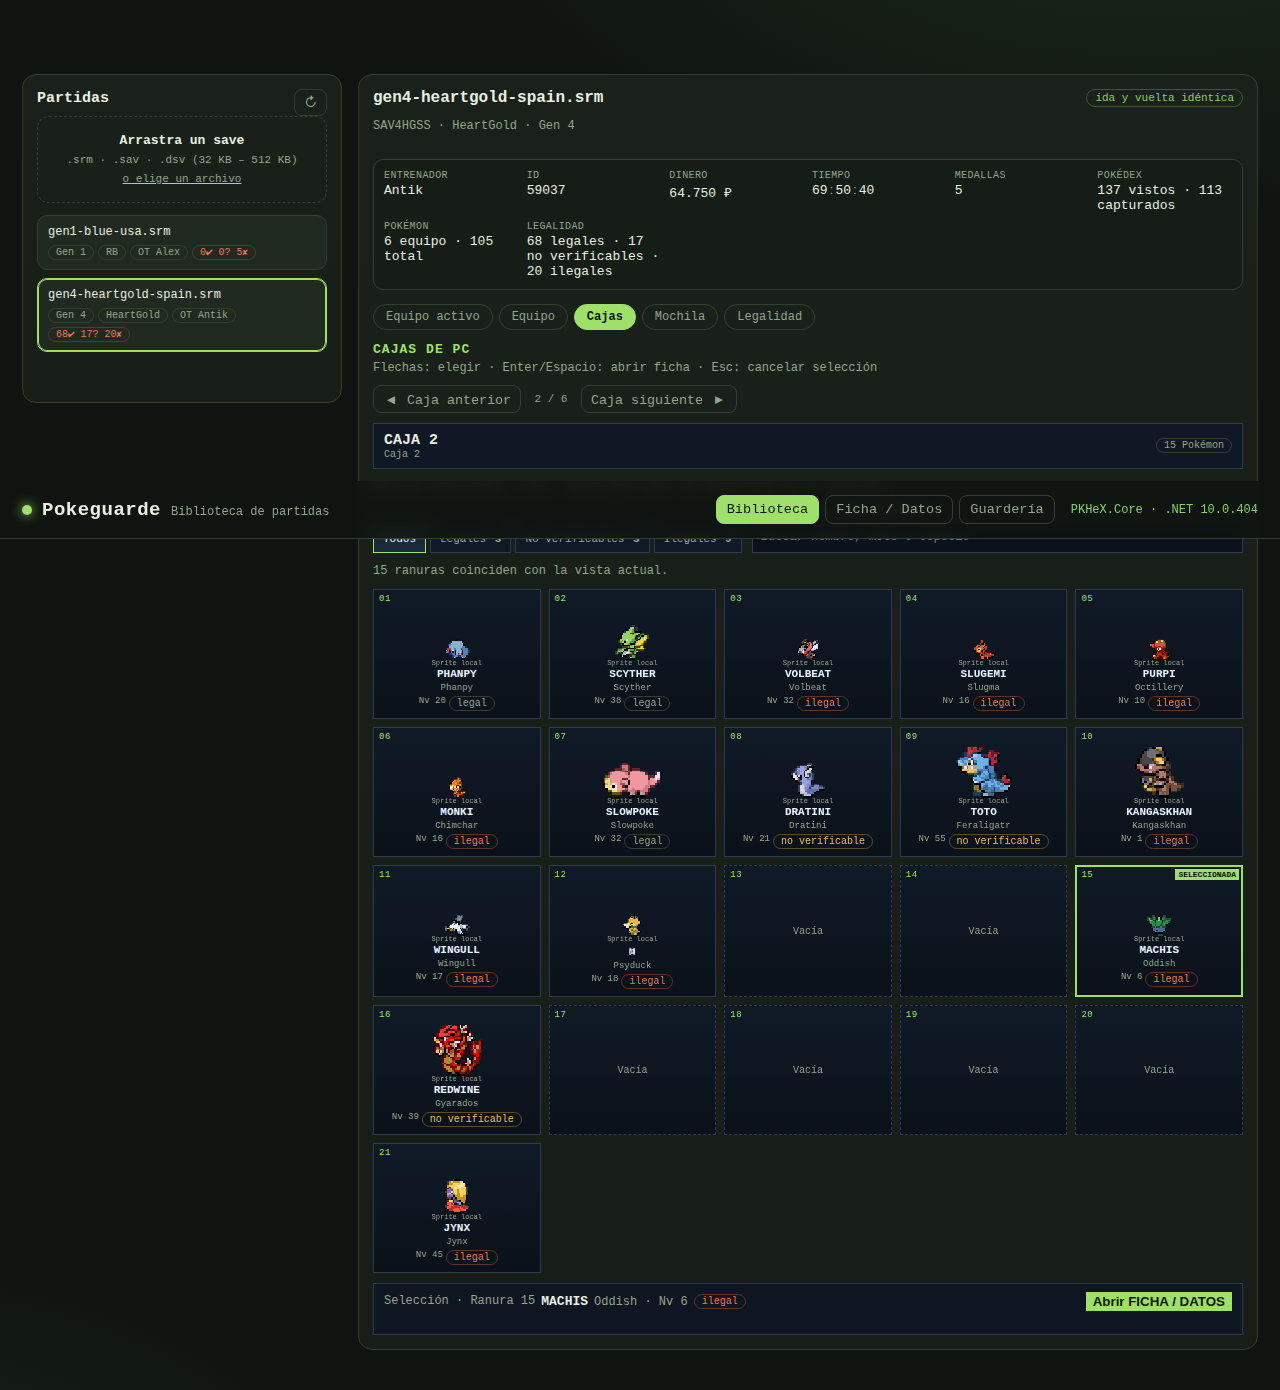 Partidas
↻
Arrastra un save
.srm · .sav · .dsv (32 KB – 512 KB)
o elige un archivo
gen1-blue-usa.srm
Gen 1 RB OT Alex 0✔ 0? 5✘
gen4-heartgold-spain.srm
Gen 4 HeartGold OT Antik
68✔ 17? 20✘
gen4-heartgold-spain.srm
ida y vuelta idéntica
SAV4HGSS · HeartGold · Gen 4
ENTRENADOR
Antik
ID
59037
DINERO
64.750 ₽
TIEMPO
69:50:40
MEDALLAS
5
POKÉDEX
137 vistos · 113
capturados
POKÉMON
6 equipo · 105
total
LEGALIDAD
68 legales · 17
no verificables ·
20 ilegales
Equipo activo Equipo Cajas Mochila Legalidad
CAJAS DE PC
Flechas: elegir · Enter/Espacio: abrir ficha · Esc: cancelar selección
◄ Caja anterior 2 / 6 Caja siguiente ►
CAJA 2
Caja 2
15 Pokémon
Pokeguarde Biblioteca de partidas
Biblioteca Ficha / Datos Guardería PKHeX.Core · .NET 10.0.404
15 ranuras coinciden con la vista actual.
01
Sprite local
PHANPY
Phanpy
Nv 20 legal
02
Sprite local
SCYTHER
Scyther
Nv 38 legal
03
Sprite local
VOLBEAT
Volbeat
Nv 32 ilegal
04
Sprite local
SLUGEMI
Slugma
Nv 16 ilegal
05
Sprite local
PURPI
Octillery
Nv 10 ilegal
06
Sprite local
MONKI
Chimchar
Nv 16 ilegal
07
Sprite local
SLOWPOKE
Slowpoke
Nv 32 legal
08
Sprite local
DRATINI
Dratini
Nv 21 no verificable
09
Sprite local
TOTO
Feraligatr
Nv 55 no verificable
10
Sprite local
KANGASKHAN
Kangaskhan
Nv 1 ilegal
11
Sprite local
WINGULL
Wingull
Nv 17 ilegal
12
Sprite local
Psyduck
Nv 18 ilegal
13
Vacía
14
Vacía
15
SELECCIONADA
Sprite local
MACHIS
Oddish
Nv 6 ilegal
16
Sprite local
REDWINE
Gyarados
Nv 39 no verificable
17
Vacía
18
Vacía
19
Vacía
20
Vacía
21
Sprite local
JYNX
Jynx
Nv 45 ilegal
Selección · Ranura 15 MACHIS Oddish · Nv 6 ilegal
Abrir FICHA / DATOS